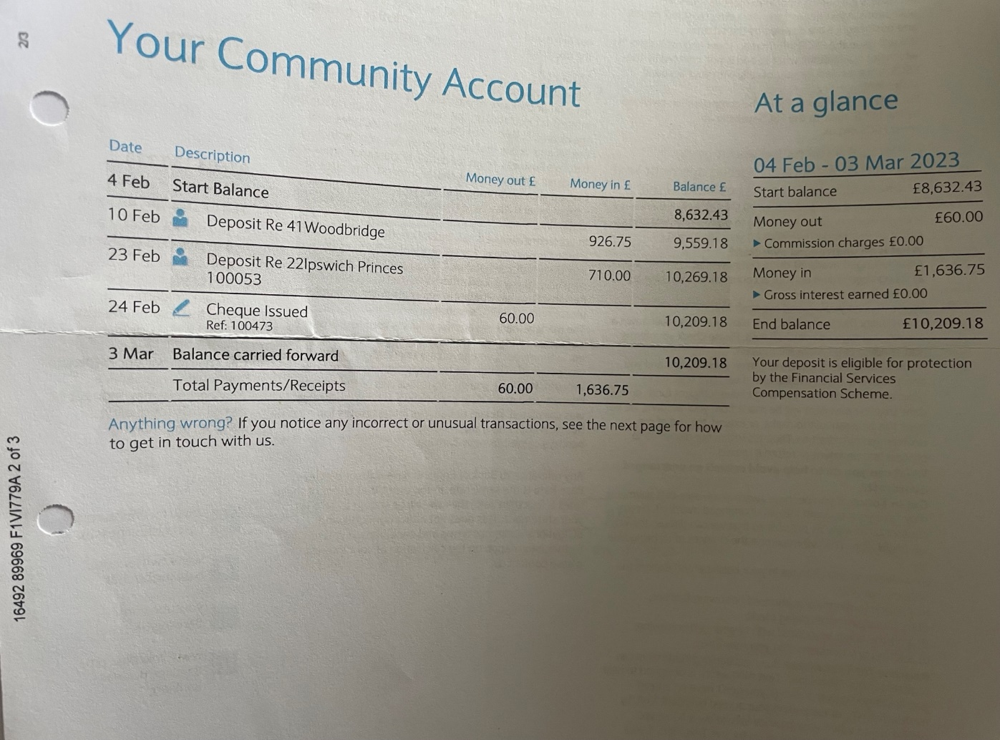 2/3
Your Community Account
Date Description Money out £ Money in £ Balance £
4 Feb Start Balance 8,632.43
10 Feb Deposit Re 41Woodbridge 926.75 9,559.18
23 Feb Deposit Re 22Ipswich Princes 710.00 10,269.18
100053
24 Feb Cheque Issued 60.00 10,209.18
Ref: 100473
3 Mar Balance carried forward 10,209.18
Total Payments/Receipts 60.00 1,636.75
Anything wrong? If you notice any incorrect or unusual transactions, see the next page for how
to get in touch with us.
At a glance
04 Feb - 03 Mar 2023
Start balance £8,632.43
Money out £60.00
▸ Commission charges £0.00
Money in £1,636.75
▸ Gross interest earned £0.00
End balance £10,209.18
Your deposit is eligible for protection
by the Financial Services
Compensation Scheme.
16492 89969 F1VI779A 2 of 3